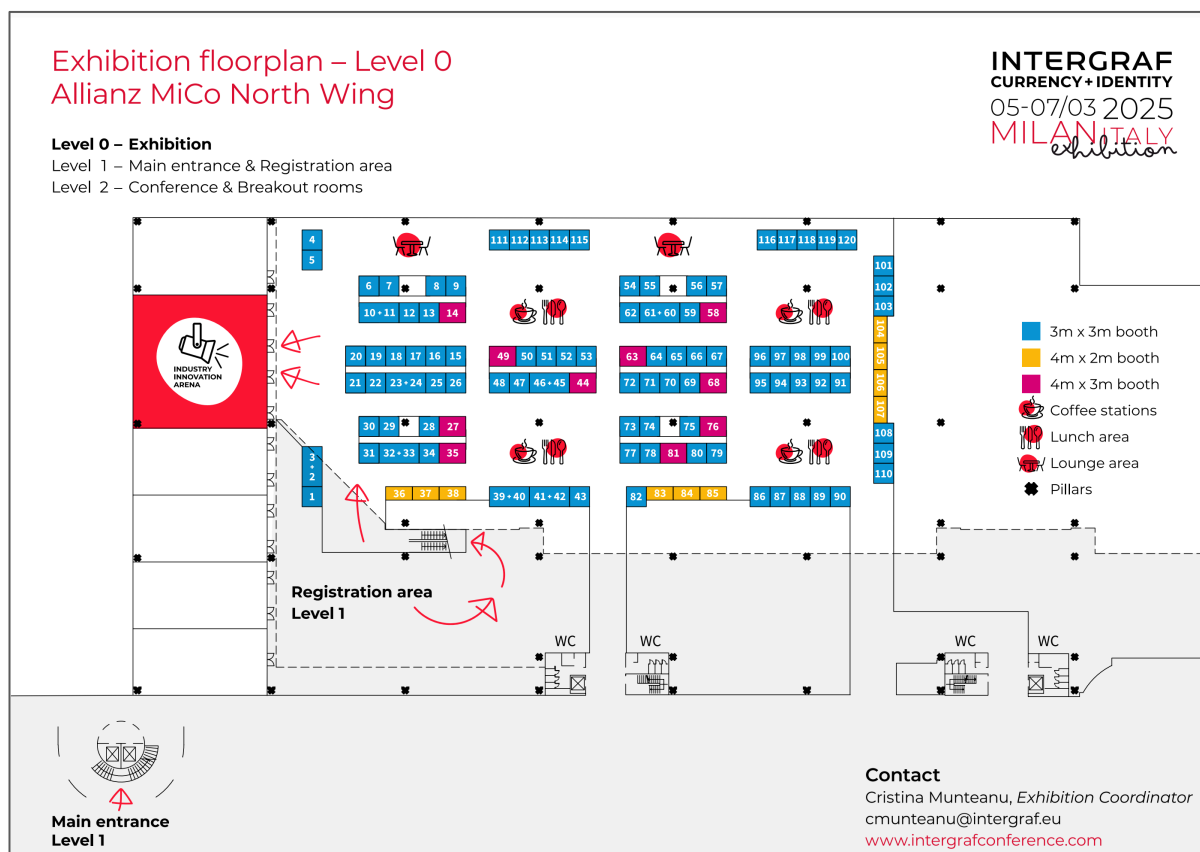 Exhibition floorplan – Level 0
Allianz MiCo North Wing
INTERGRAF
CURRENCY+IDENTITY
05-07/03 2025
MILAN ITALY
exhibition
Level 0 – Exhibition
Level 1 – Main entrance & Registration area
Level 2 – Conference & Breakout rooms
4
5
111 112 113 114 115
116 117 118 119 120
101
102
103
104
105
106
107
108
109
110
6 7 8 9
10+11 12 13 14
54 55 56 57
62 61+60 59 58
INDUSTRY
INNOVATION
ARENA
20 19 18 17 16 15
21 22 23+24 25 26
49 50 51 52 53
48 47 46+45 44
63 64 65 66 67
72 71 70 69 68
96 97 98 99 100
95 94 93 92 91
30 29 28 27
31 32+33 34 35
73 74 75 76
77 78 81 80 79
3+2
1
36 37 38
39+40 41+42 43
82 83 84 85
86 87 88 89 90
3m x 3m booth
4m x 2m booth
4m x 3m booth
Coffee stations
Lunch area
Lounge area
Pillars
Registration area
Level 1
WC
WC
WC
WC
Main entrance
Level 1
Contact
Cristina Munteanu, Exhibition Coordinator
cmunteanu@intergraf.eu
www.intergrafconference.com